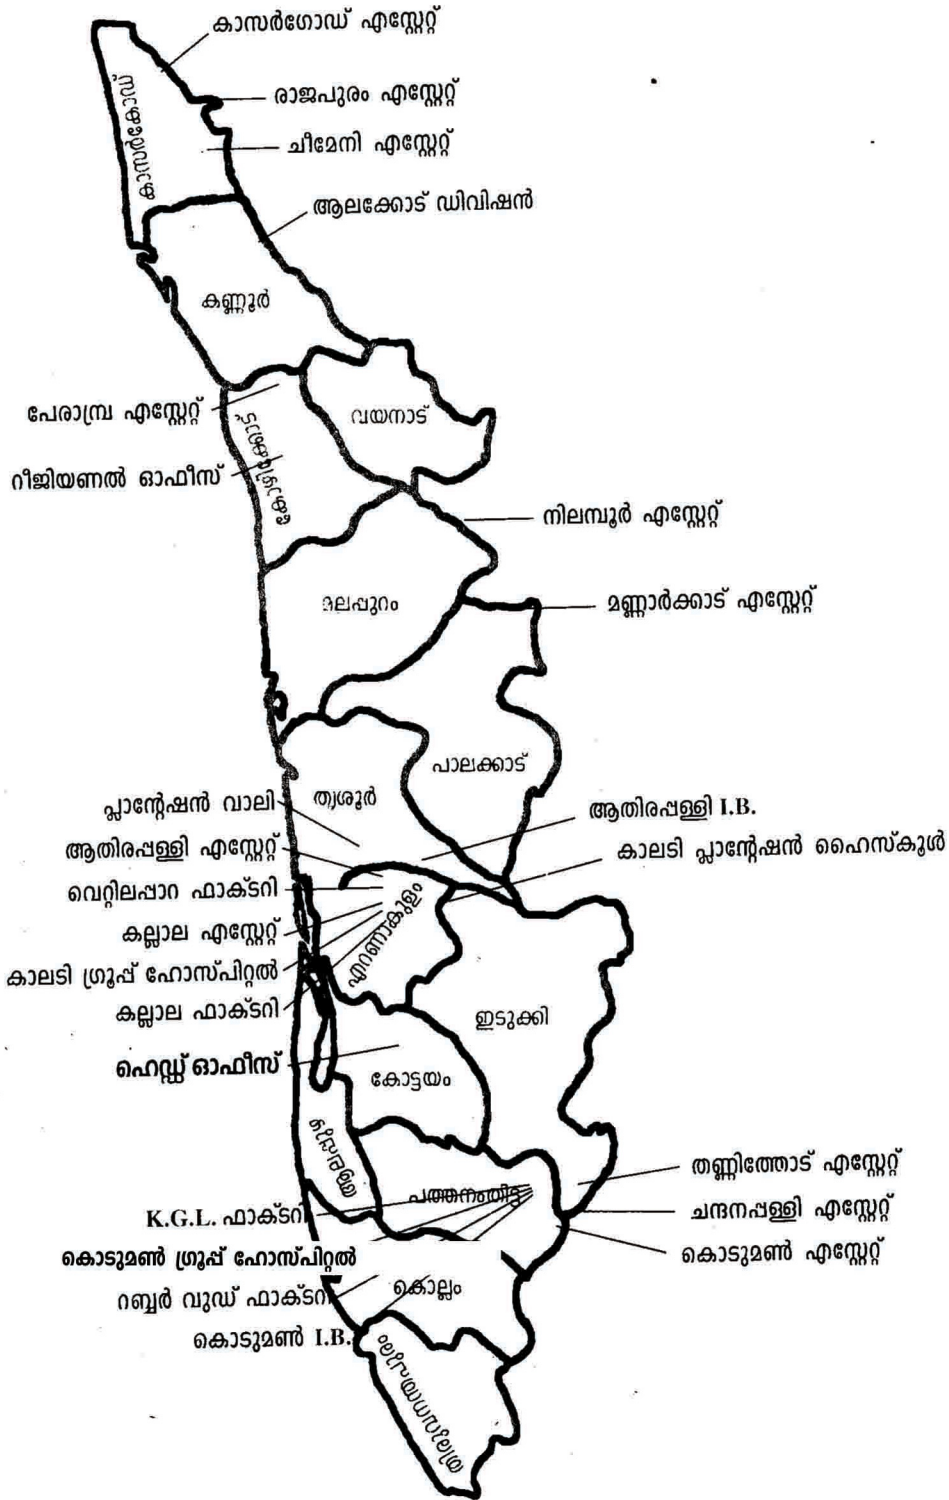 കാസർഗോഡ് എസ്റ്റേറ്റ്
രാജപുരം എസ്റ്റേറ്റ്
ചീമേനി എസ്റ്റേറ്റ്
കാസർഗോഡ്
ആലക്കോട് ഡിവിഷൻ
കണ്ണൂർ
പേരാമ്പ്ര എസ്റ്റേറ്റ്
വയനാട്
കോഴിക്കോട്
റീജിയണൽ ഓഫീസ്
നിലമ്പൂർ എസ്റ്റേറ്റ്
മലപ്പുറം
മണ്ണാർക്കാട് എസ്റ്റേറ്റ്
പാലക്കാട്
തൃശൂർ
പ്ലാന്റേഷൻ വാലി
ആതിരപ്പള്ളി I.B.
ആതിരപ്പള്ളി എസ്റ്റേറ്റ്
കാലടി പ്ലാന്റേഷൻ ഹൈസ്കൂൾ
വെറ്റിലപ്പാറ ഫാക്ടറി
കല്ലാല എസ്റ്റേറ്റ്
എറണാകുളം
കാലടി ഗ്രൂപ്പ് ഹോസ്പിറ്റൽ
കല്ലാല ഫാക്ടറി
ഇടുക്കി
ഹെഡ്ഡ് ഓഫീസ്
കോട്ടയം
ആലപ്പുഴ
തണ്ണിത്തോട് എസ്റ്റേറ്റ്
പത്തനംതിട്ട
ചന്ദനപ്പള്ളി എസ്റ്റേറ്റ്
K.G.L. ഫാക്ടറി
കൊടുമൺ എസ്റ്റേറ്റ്
കൊടുമൺ ഗ്രൂപ്പ് ഹോസ്പിറ്റൽ
കൊല്ലം
റബ്ബർ വുഡ് ഫാക്ടറി
കൊടുമൺ I.B.
തിരുവനന്തപുരം